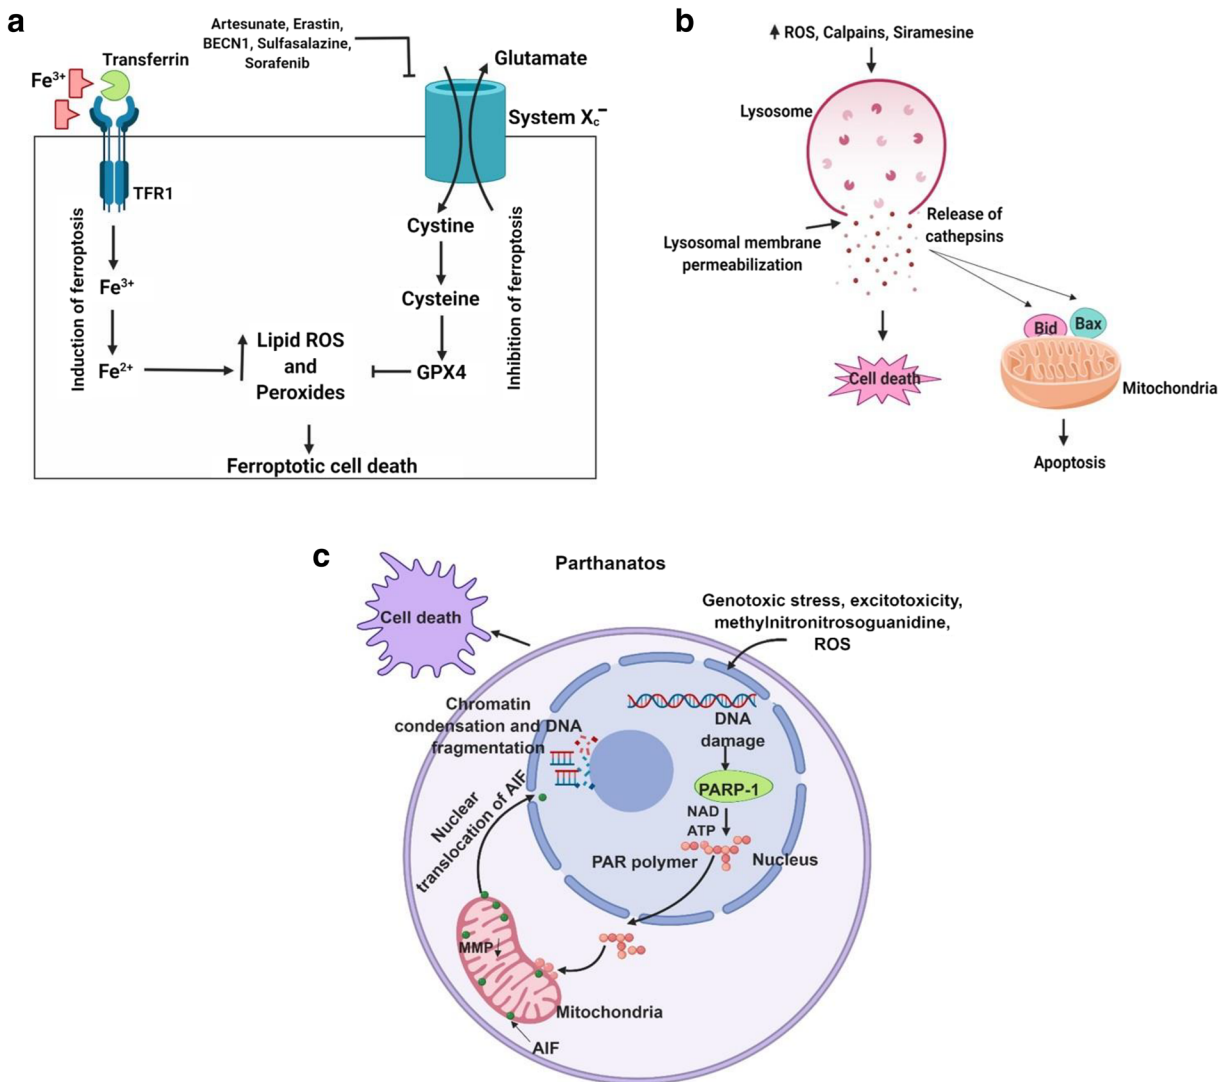 a
Artesunate, Erastin,
BECN1, Sulfasalazine,
Sorafenib
Transferrin
Fe3+
Glutamate
System Xc−
TFR1
Induction of ferroptosis
Fe3+
Fe2+
Cystine
Cysteine
GPX4
Inhibition of ferroptosis
Lipid ROS
and
Peroxides
Ferroptotic cell death
b
ROS, Calpains, Siramesine
Lysosome
Release of
cathepsins
Lysosomal membrane
permeabilization
Bid
Bax
Cell death
Mitochondria
Apoptosis
c
Parthanatos
Cell death
Genotoxic stress, excitotoxicity,
methylnitronitrosoguanidine,
ROS
Chromatin
condensation and DNA
fragmentation
DNA
damage
PARP-1
NAD
ATP
PAR polymer
Nucleus
Nuclear
translocation of AIF
MMP
Mitochondria
AIF